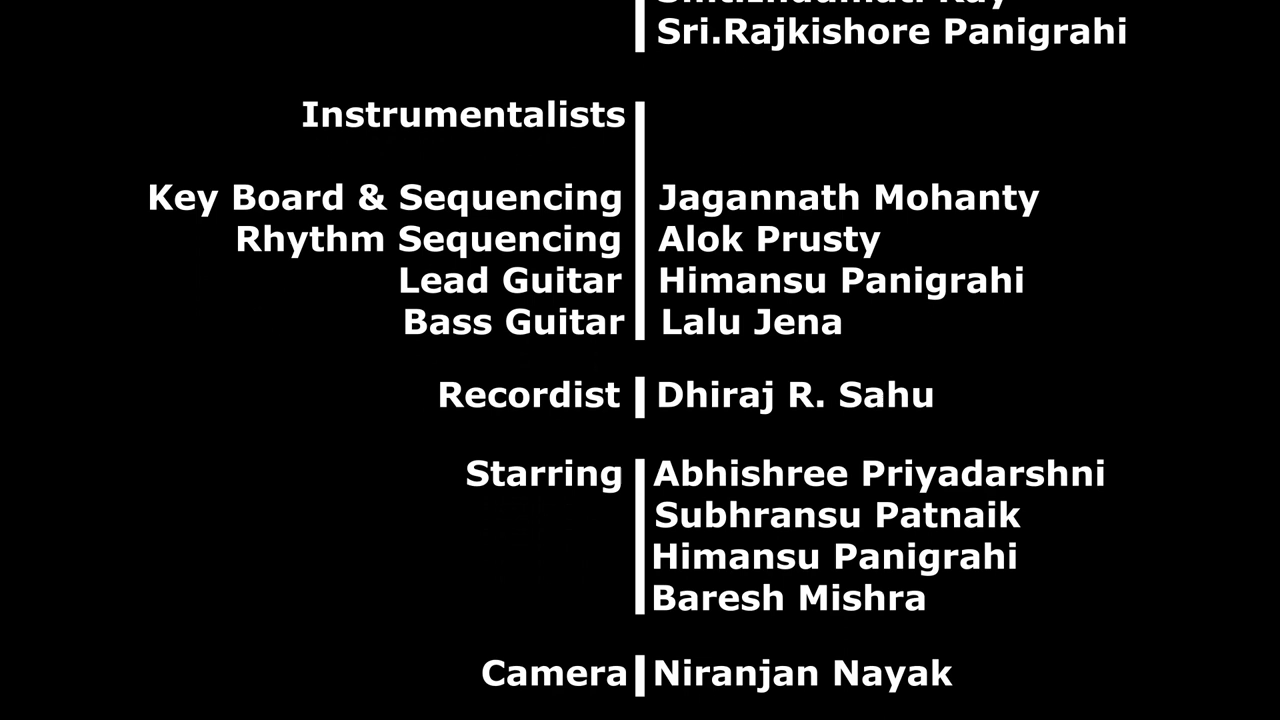 Sri.Rajkishore Panigrahi
Instrumentalists
Key Board & Sequencing Jagannath Mohanty
Rhythm Sequencing Alok Prusty
Lead Guitar Himansu Panigrahi
Bass Guitar Lalu Jena
Recordist Dhiraj R. Sahu
Starring Abhishree Priyadarshni
Subhransu Patnaik
Himansu Panigrahi
Baresh Mishra
Camera Niranjan Nayak